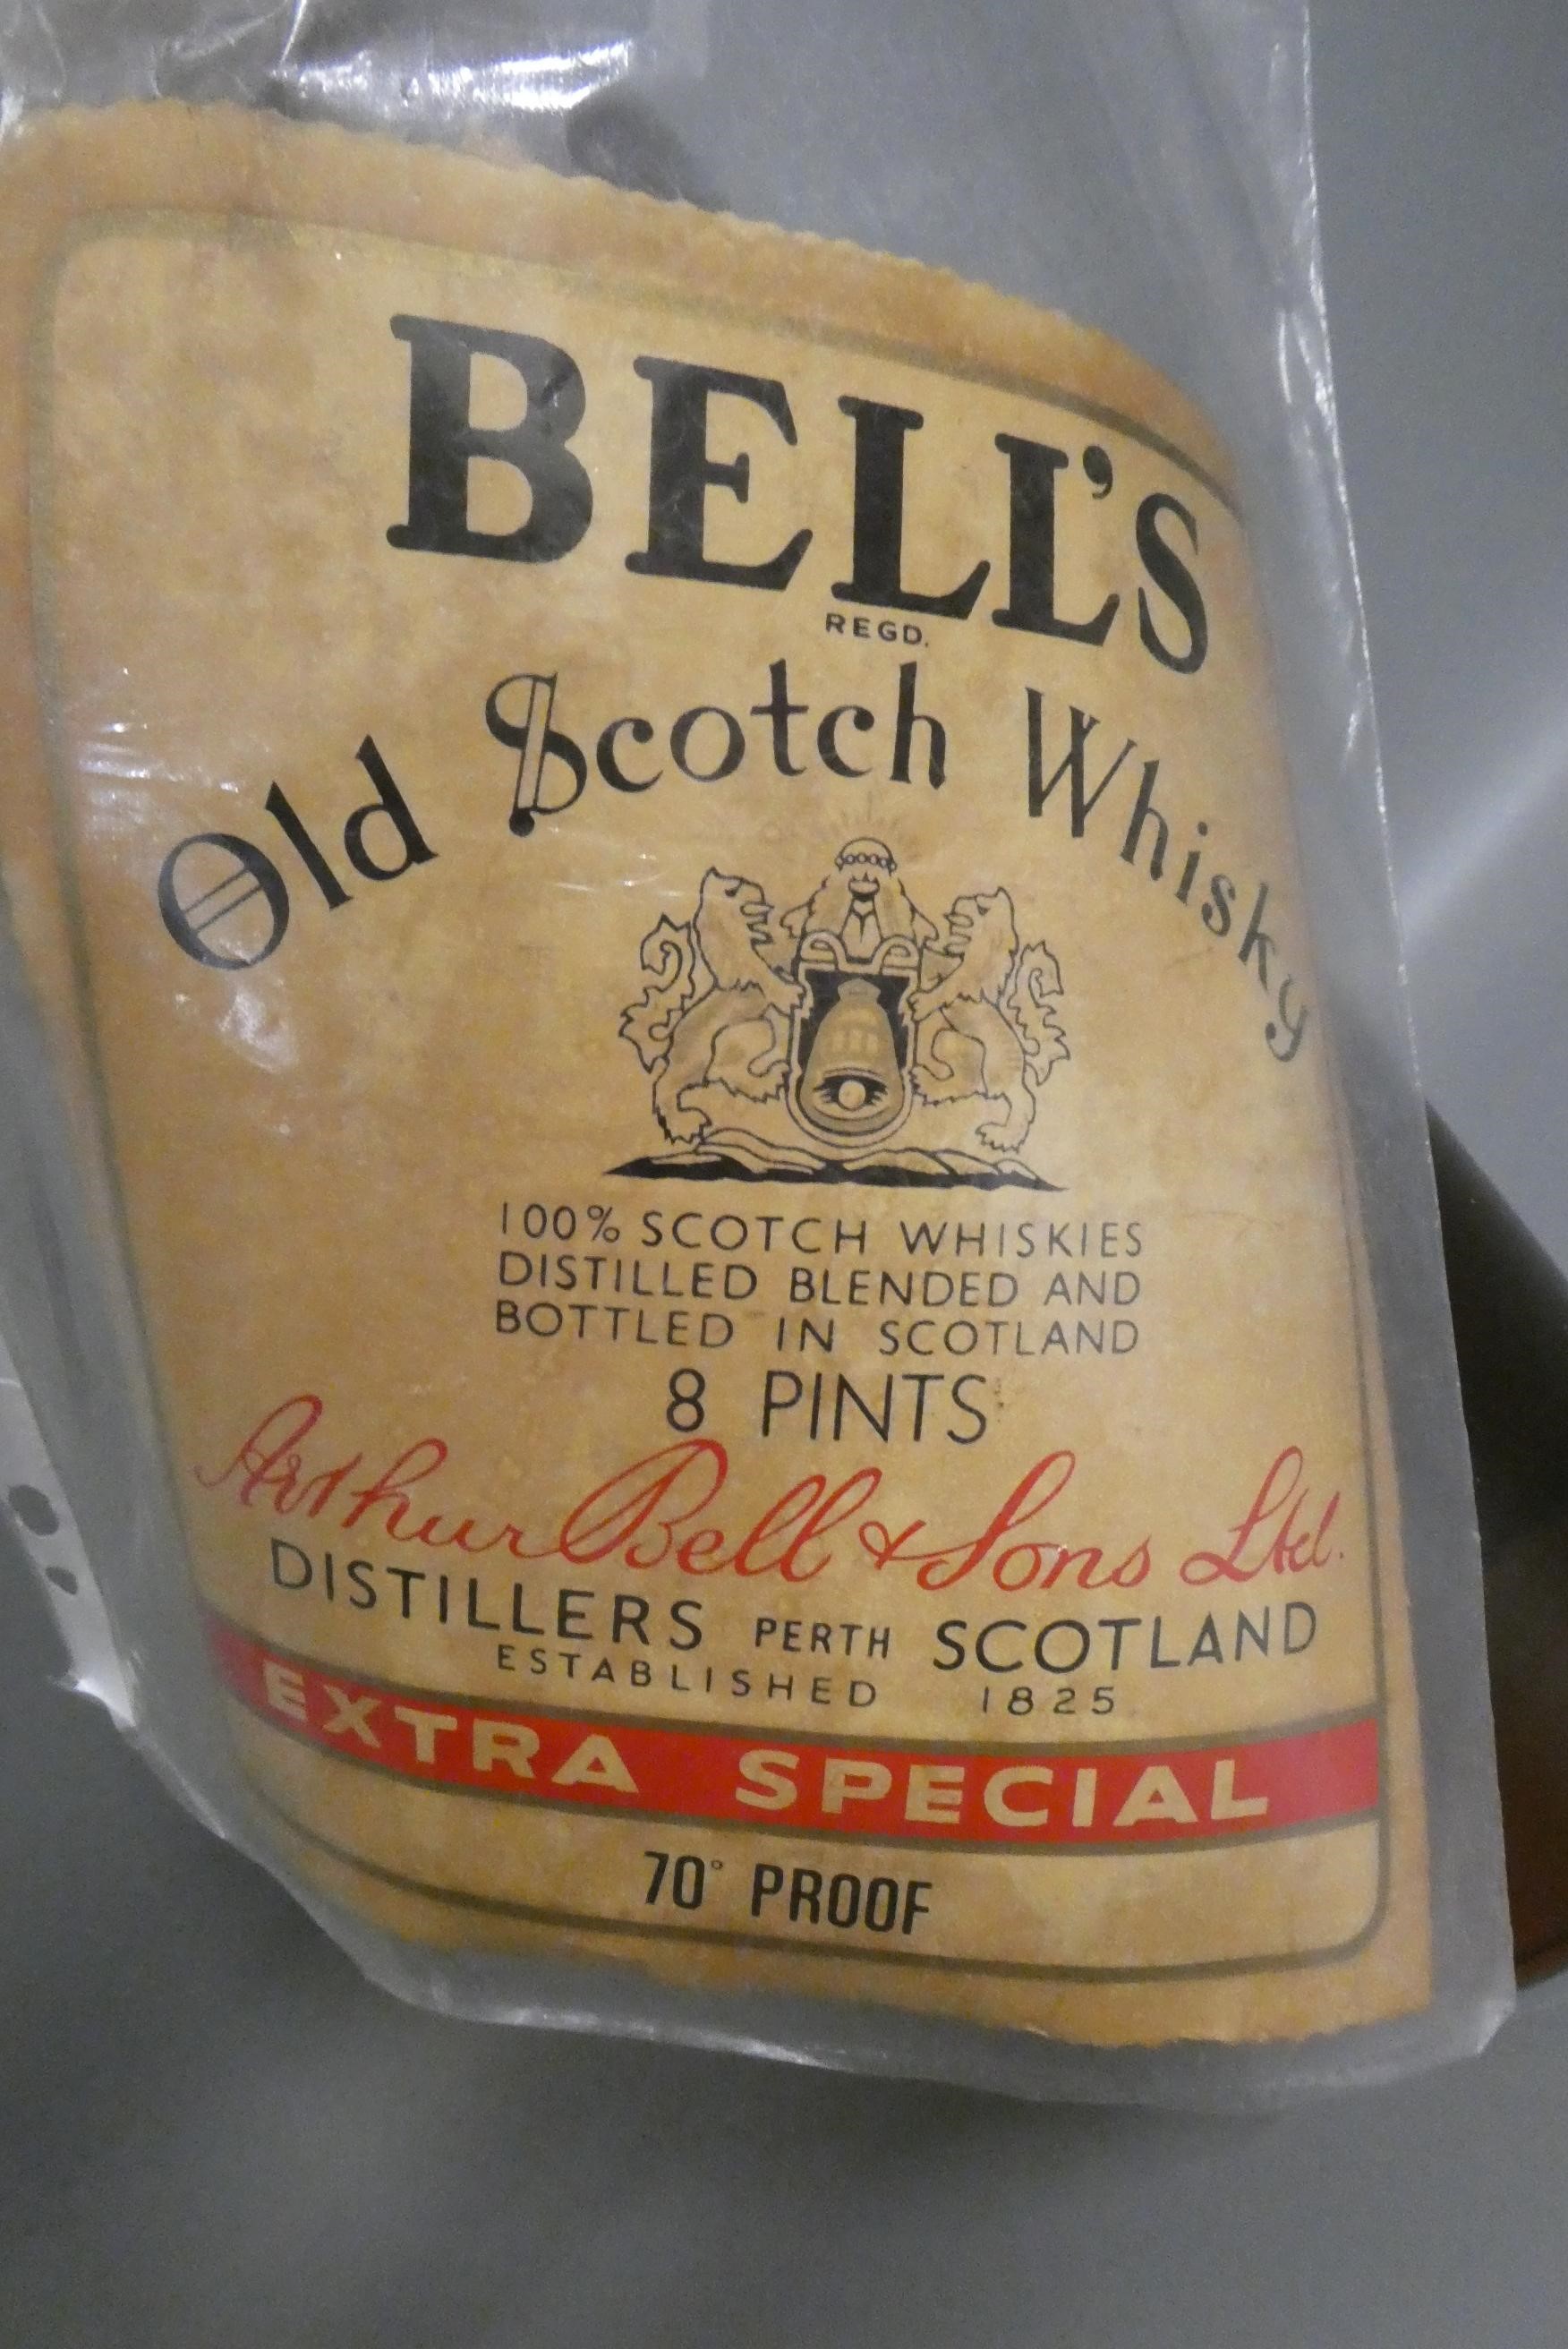 BELL'S
REGD.
Old Scotch Whisky
100% SCOTCH WHISKIES
DISTILLED BLENDED AND
BOTTLED IN SCOTLAND
8 PINTS
Arthur Bell & Sons Ltd.
DISTILLERS PERTH SCOTLAND
ESTABLISHED 1825
EXTRA SPECIAL
70° PROOF